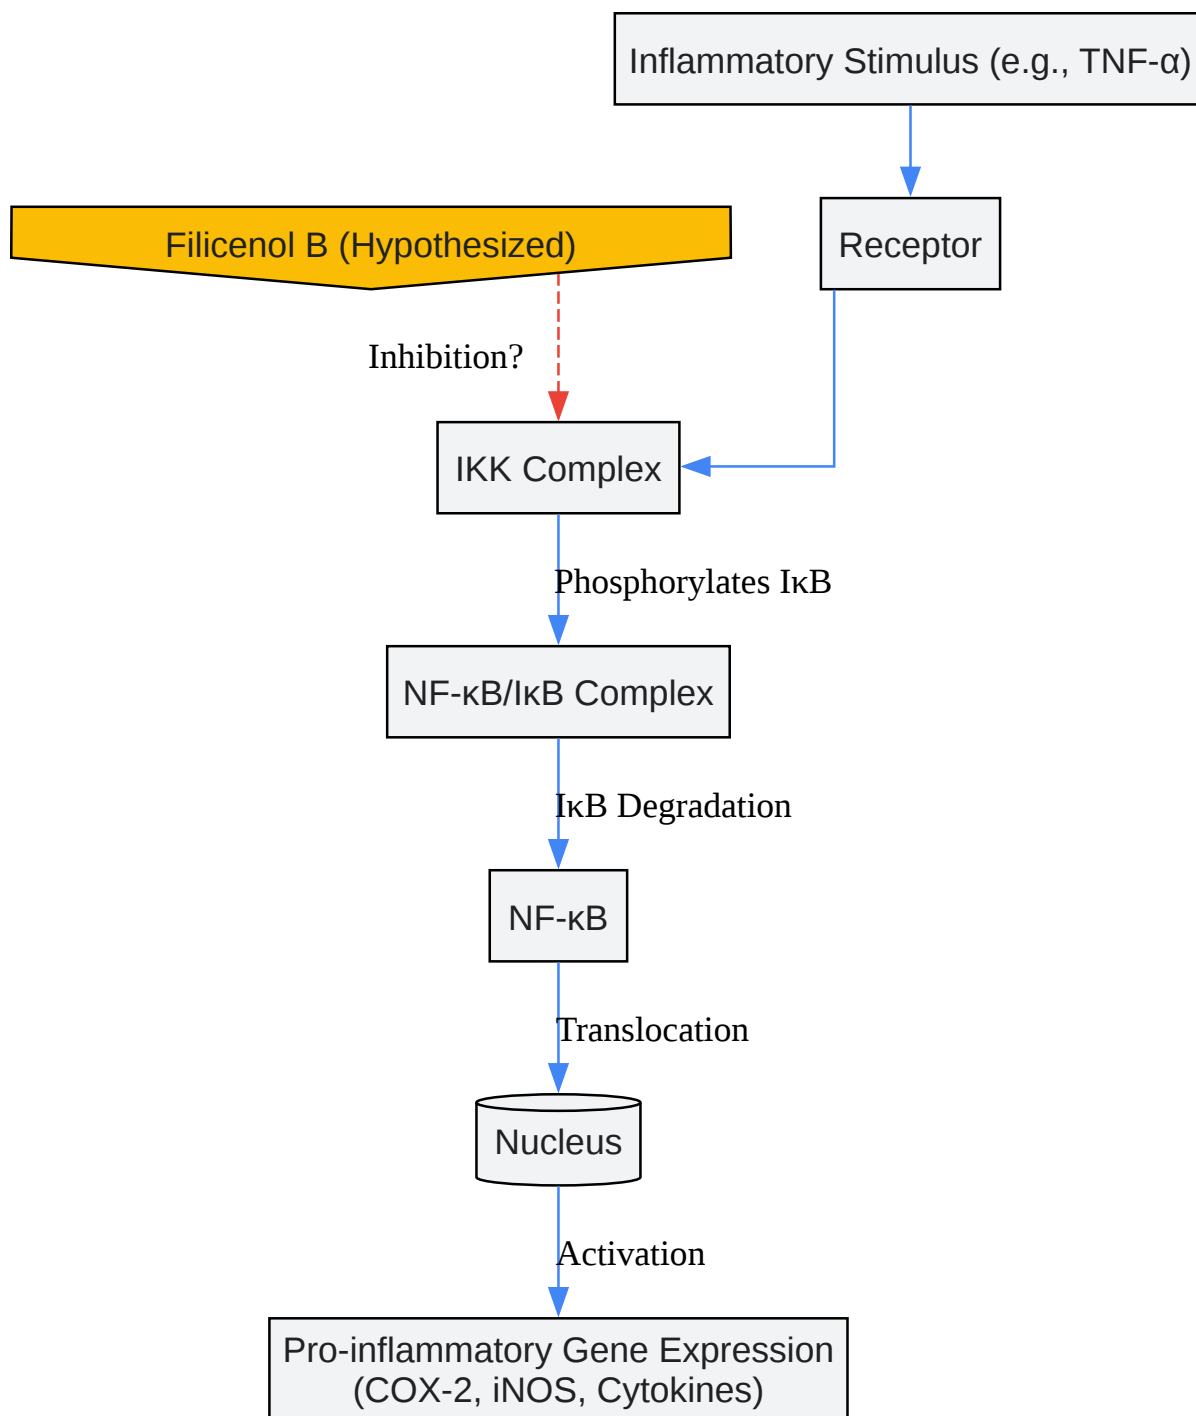 Inflammatory Stimulus (e.g., TNF-α)
Filicenol B (Hypothesized)
Receptor
Inhibition?
IKK Complex
Phosphorylates IκB
NF-κB/IκB Complex
IκB Degradation
NF-κB
Translocation
Nucleus
Activation
Pro-inflammatory Gene Expression
(COX-2, iNOS, Cytokines)